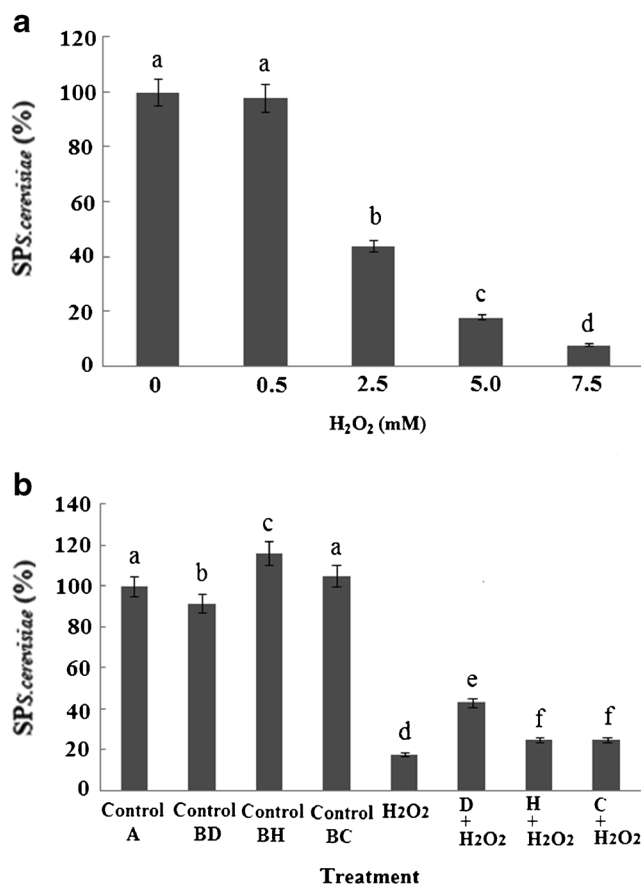 a
120
100
80
60
40
20
0
SPS.cerevisiae (%)
a a b c d
0 0.5 2.5 5.0 7.5
H₂O₂ (mM)
b
140
120
100
80
60
40
20
0
SPS.cerevisiae (%)
a b c a d e f f
Control A
Control BD
Control BH
Control BC
H₂O₂
D + H₂O₂
H + H₂O₂
C + H₂O₂
Treatment